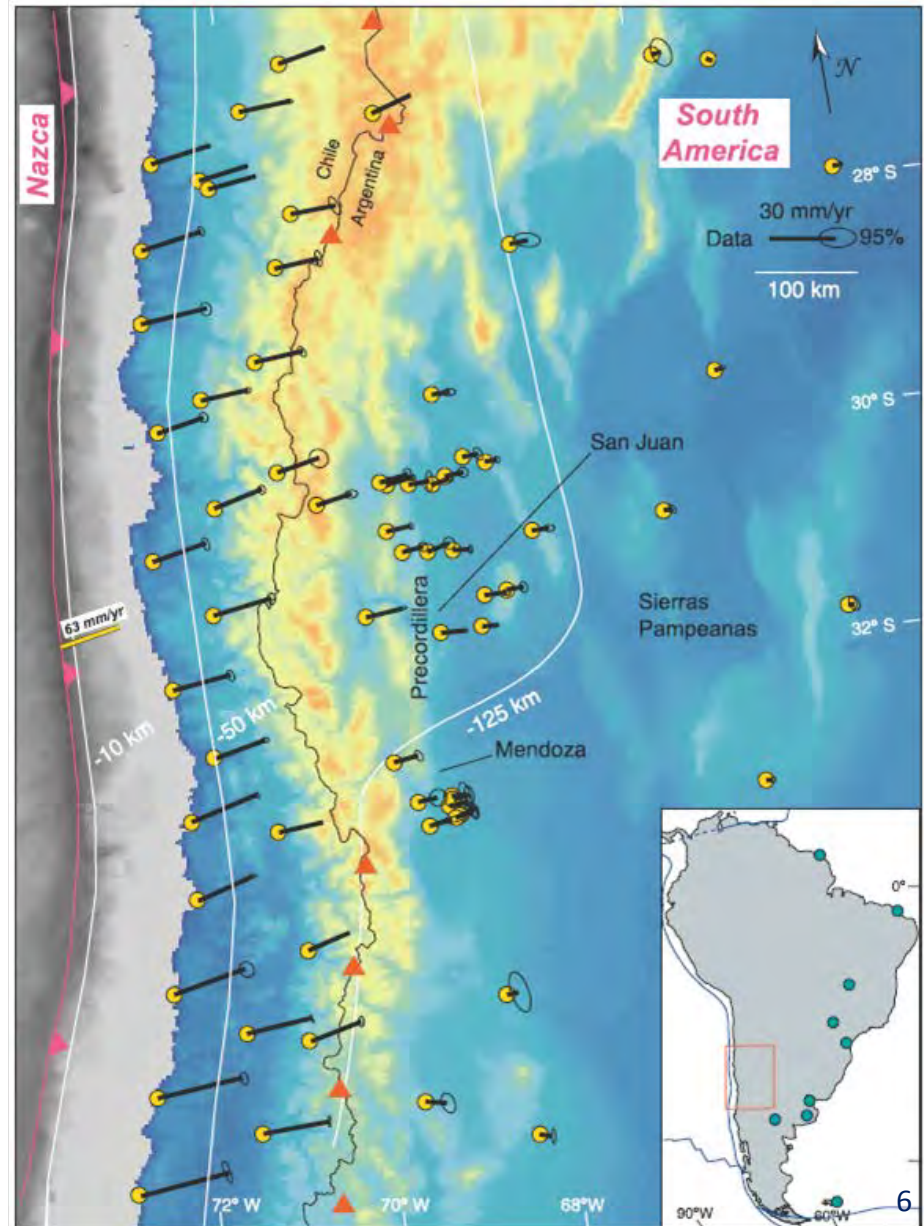 N
Nazca
South
America
Chile
Argentina
28° S
30 mm/yr
Data
95%
100 km
30° S
San Juan
63 mm/yr
Precordillera
Sierras
Pampeanas
32° S
-10 km
-50 km
-125 km
Mendoza
0°
72° W
70° W
68°W
90°W
60°W
6